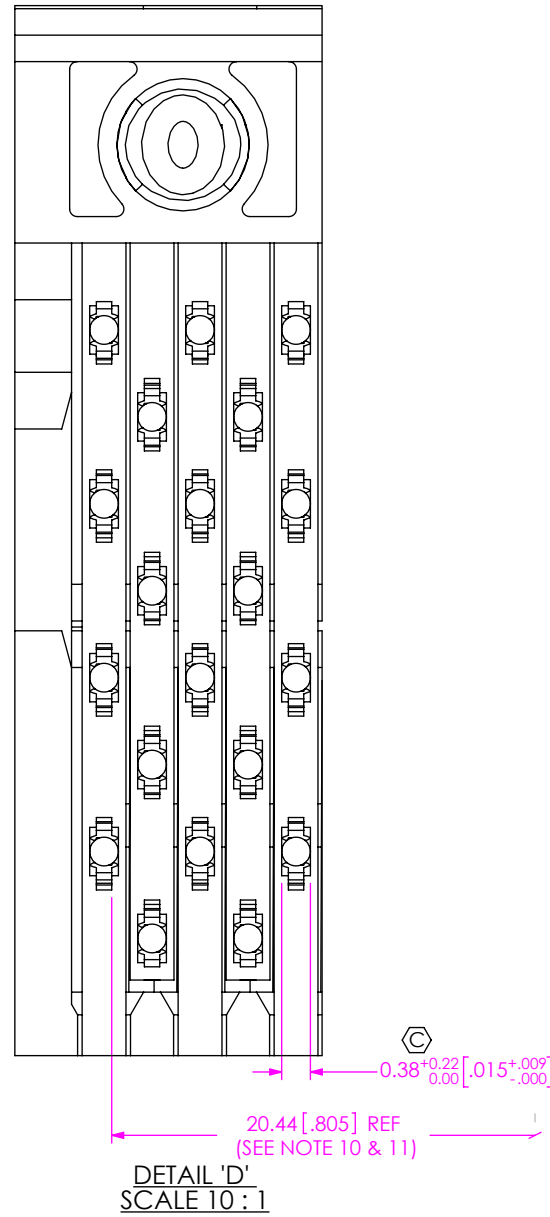 C
0.38 +0.22 0.00 [.015 +.009 -.000]
20.44 [.805] REF
(SEE NOTE 10 & 11)
DETAIL 'D'
SCALE 10 : 1